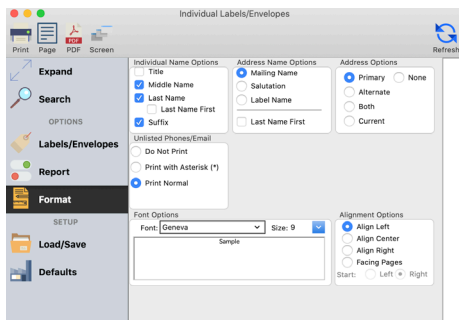 Individual Labels/Envelopes
Print Page PDF Screen Refresh
PDF
Expand
Search
OPTIONS
Labels/Envelopes
Report
Format
SETUP
Load/Save
Defaults
Individual Name Options
Title
Middle Name
Last Name
Last Name First
Suffix
Address Name Options
Mailing Name
Salutation
Label Name
Last Name First
Address Options
Primary None
Alternate
Both
Current
Unlisted Phones/Email
Do Not Print
Print with Asterisk (*)
Print Normal
Font Options
Font: Geneva Size: 9
Sample
Alignment Options
Align Left
Align Center
Align Right
Facing Pages
Start: Left Right